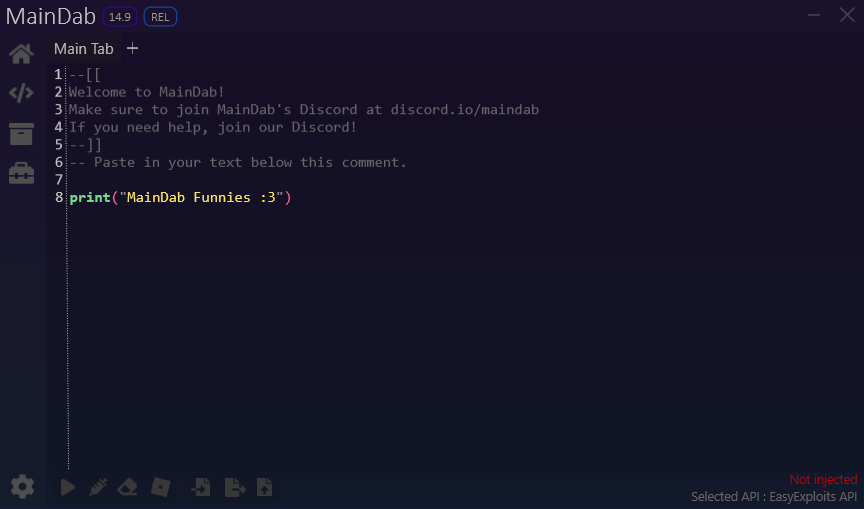 MainDab 14.9 REL
Main Tab +
1 --[[
2 Welcome to MainDab!
3 Make sure to join MainDab's Discord at discord.io/maindab
4 If you need help, join our Discord!
5 --]]
6 -- Paste in your text below this comment.
7
8 print("MainDab Funnies :3")
Not injected
Selected API : EasyExploits API